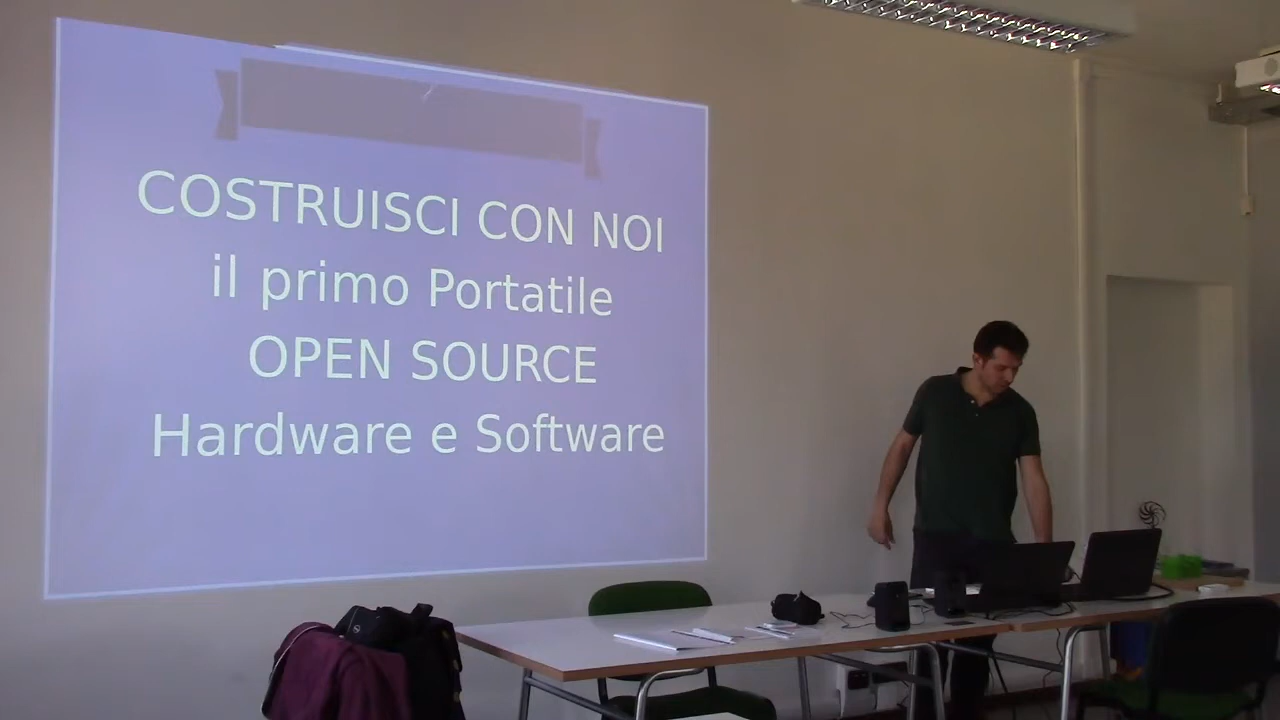 COSTRUISCI CON NOI
il primo Portatile
OPEN SOURCE
Hardware e Software